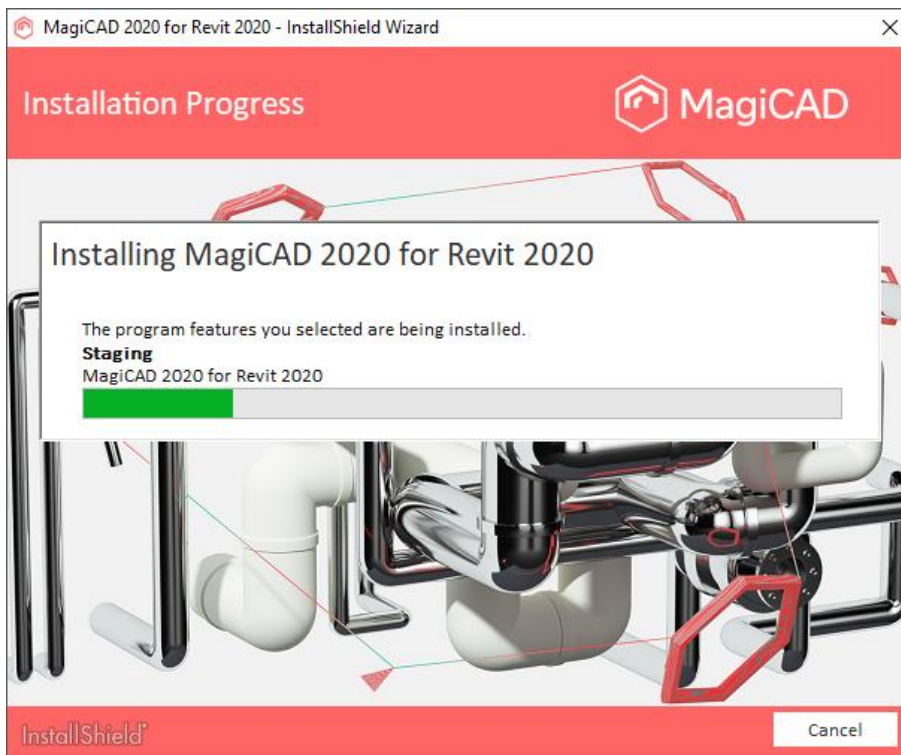 MagiCAD 2020 for Revit 2020 - InstallShield Wizard
Installation Progress
MagiCAD
Installing MagiCAD 2020 for Revit 2020
The program features you selected are being installed.
Staging
MagiCAD 2020 for Revit 2020
InstallShield
Cancel